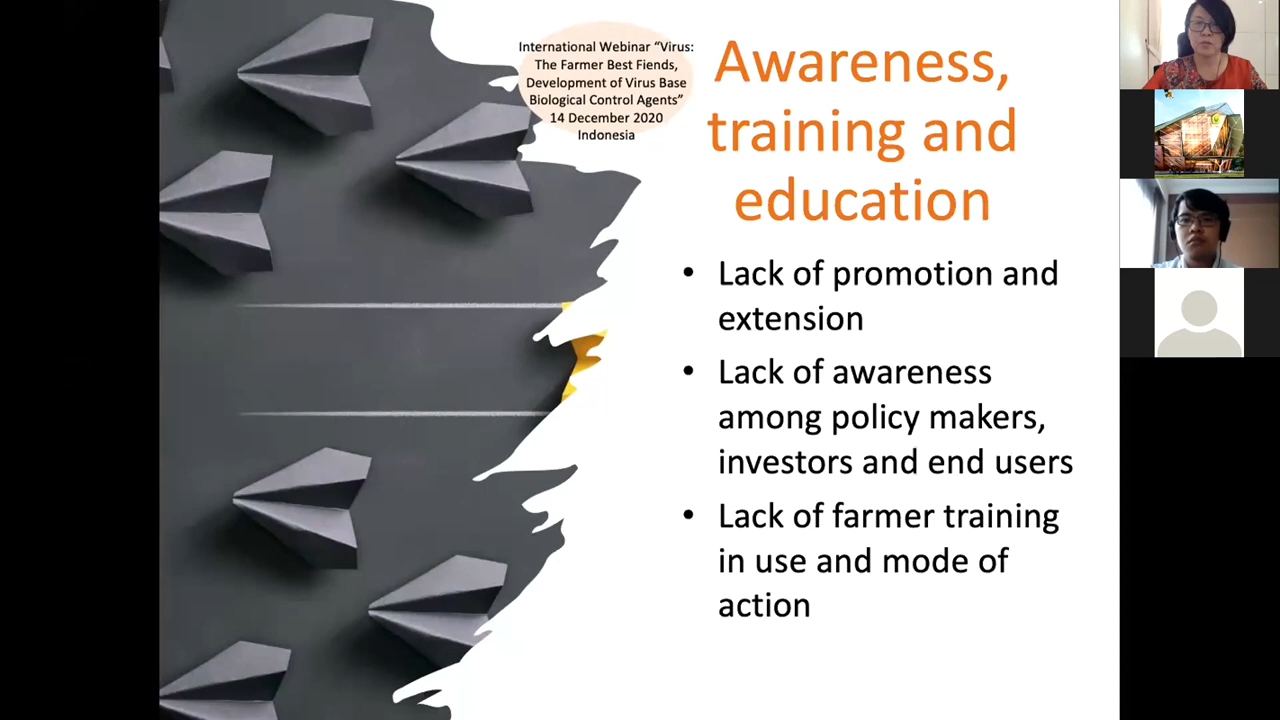 International Webinar “Virus:
The Farmer Best Fiends,
Development of Virus Base
Biological Control Agents”
14 December 2020
Indonesia
Awareness,
training and
education
• Lack of promotion and
extension
• Lack of awareness
among policy makers,
investors and end users
• Lack of farmer training
in use and mode of
action